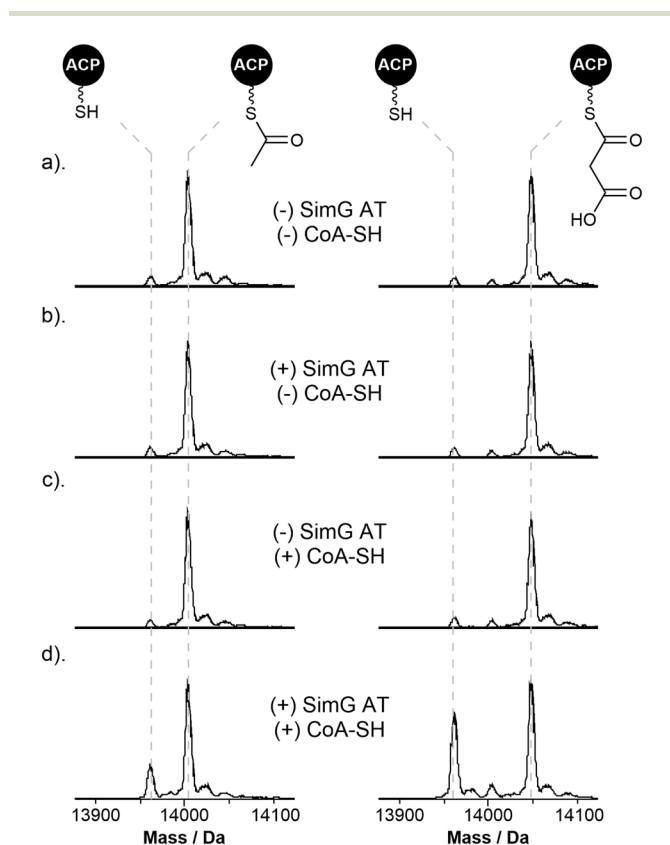 ACP ACP ACP ACP
SH S O SH S O
O
HO
a).
(-) SimG AT
(-) CoA-SH
b).
(+) SimG AT
(-) CoA-SH
c).
(-) SimG AT
(+) CoA-SH
d).
(+) SimG AT
(+) CoA-SH
13900 14000 14100 13900 14000 14100
Mass / Da Mass / Da